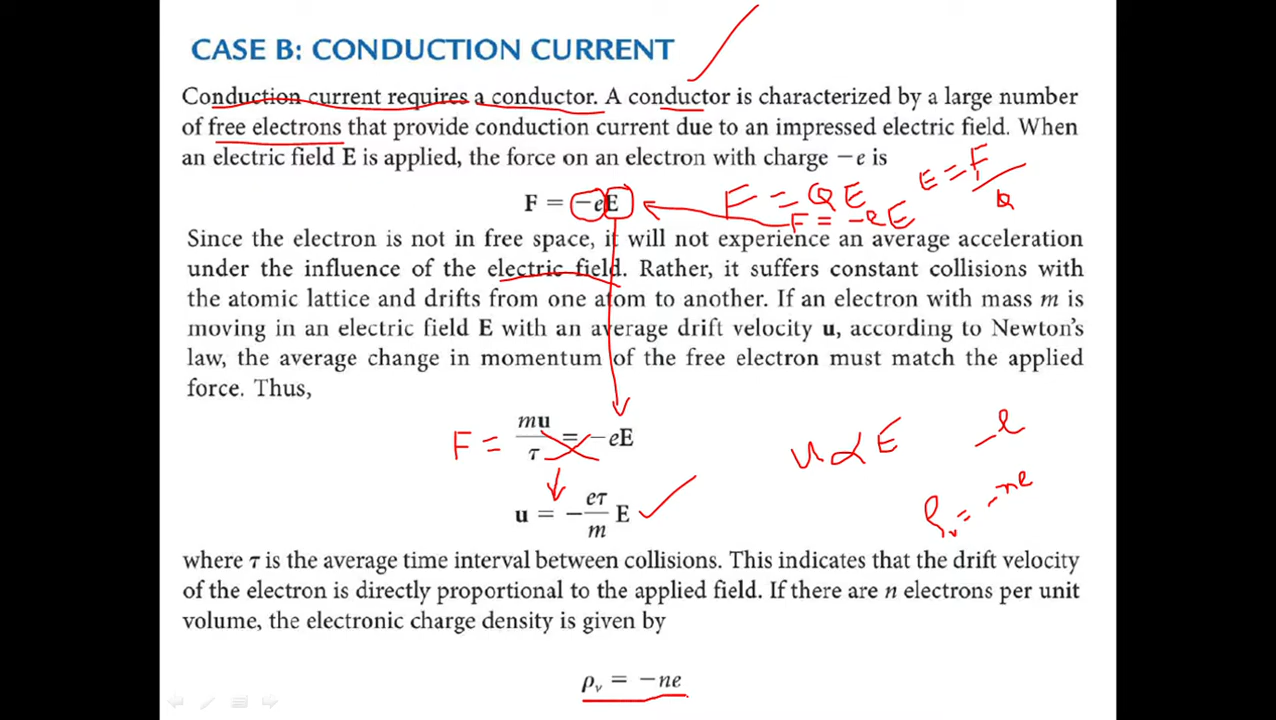 CASE B: CONDUCTION CURRENT
Conduction current requires a conductor. A conductor is characterized by a large number
of free electrons that provide conduction current due to an impressed electric field. When
an electric field E is applied, the force on an electron with charge −e is
E = F/Q
F = −eE
F = QE
F = −eE
Since the electron is not in free space, it will not experience an average acceleration
under the influence of the electric field. Rather, it suffers constant collisions with
the atomic lattice and drifts from one atom to another. If an electron with mass m is
moving in an electric field E with an average drift velocity u, according to Newton's
law, the average change in momentum of the free electron must match the applied
force. Thus,
F = mu/τ = −eE
u ∝ E
−e
u = −eτ/m E
ρv = −ne
where τ is the average time interval between collisions. This indicates that the drift velocity
of the electron is directly proportional to the applied field. If there are n electrons per unit
volume, the electronic charge density is given by
ρv = −ne